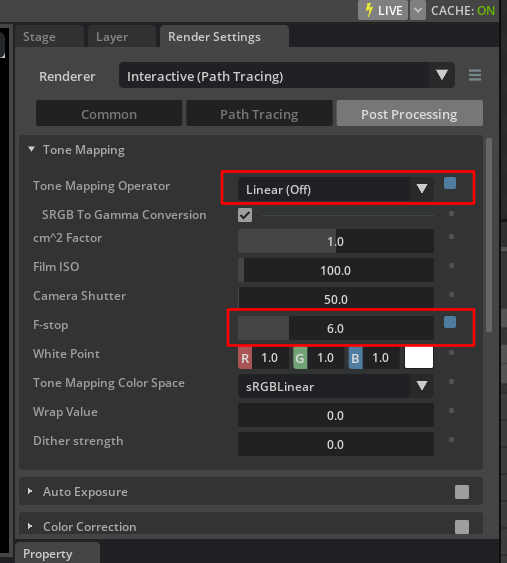 LIVE CACHE: ON
Stage Layer Render Settings
Renderer Interactive (Path Tracing)
Common Path Tracing Post Processing
Tone Mapping
Tone Mapping Operator Linear (Off)
SRGB To Gamma Conversion
cm^2 Factor 1.0
Film ISO 100.0
Camera Shutter 50.0
F-stop 6.0
White Point R 1.0 G 1.0 B 1.0
Tone Mapping Color Space sRGBLinear
Wrap Value 0.0
Dither strength 0.0
Auto Exposure
Color Correction
Property